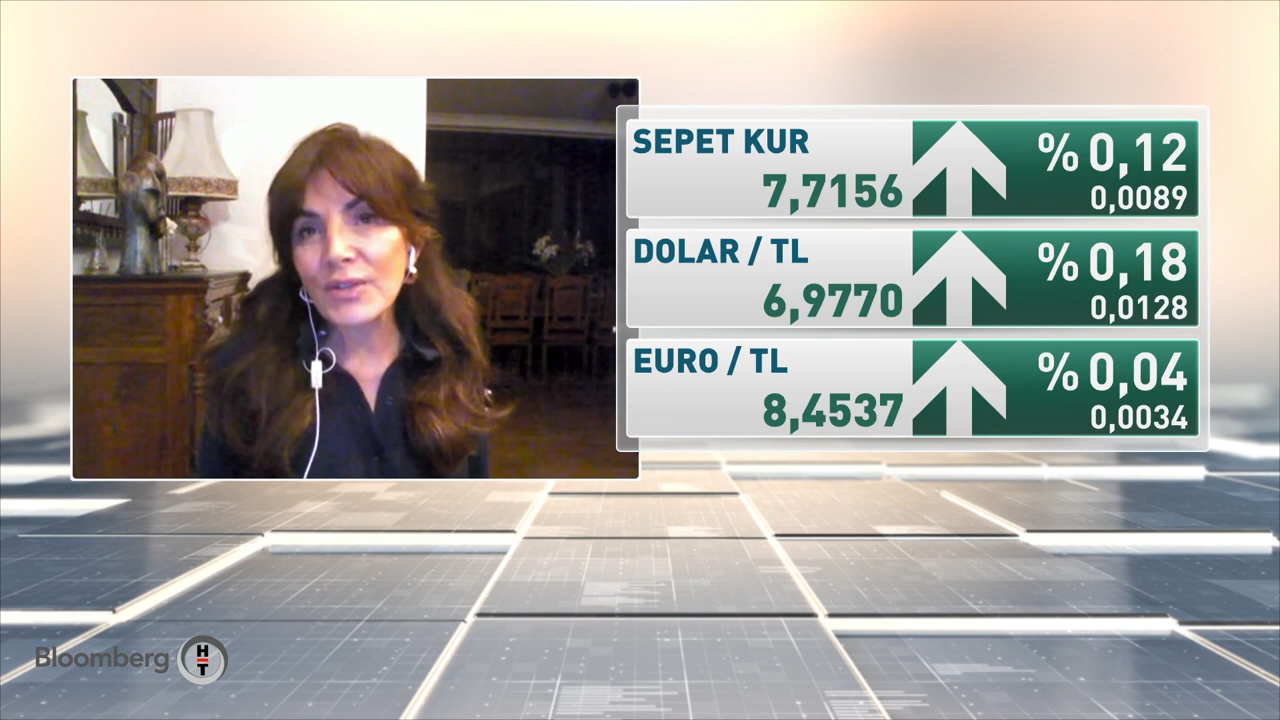 SEPET KUR
7,7156
% 0,12
0,0089
DOLAR / TL
6,9770
% 0,18
0,0128
EURO / TL
8,4537
% 0,04
0,0034
Bloomberg HT